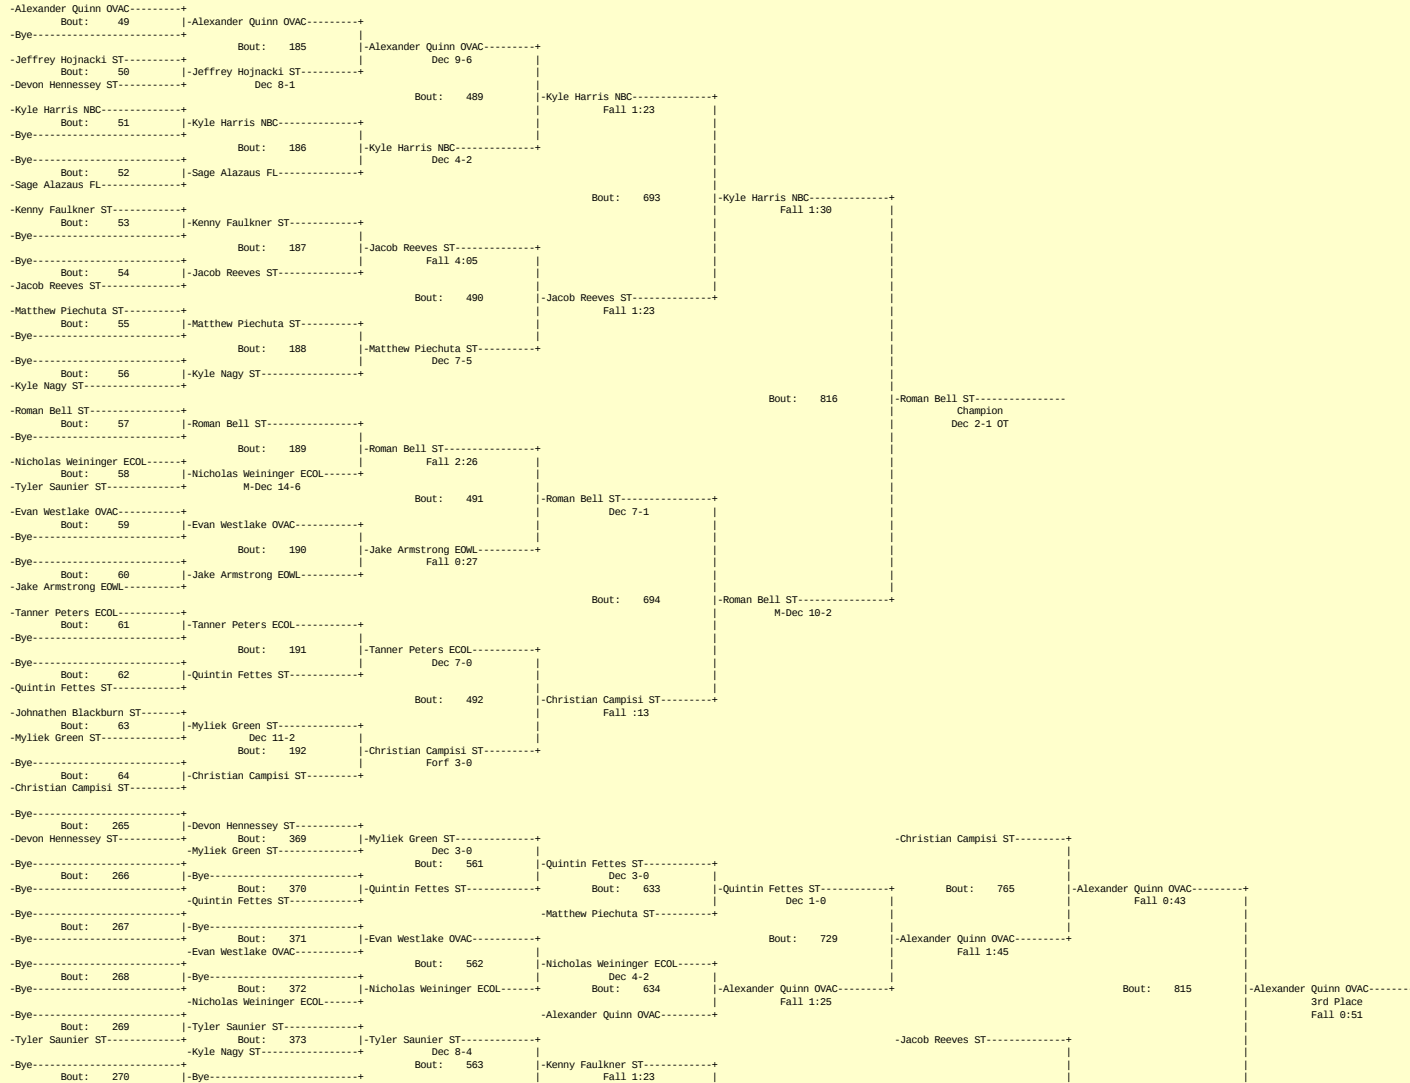 -Alexander Quinn OVAC---------+
Bout: 49 |-Alexander Quinn OVAC---------+
-Bye--------------------------+ |
Bout: 185 |-Alexander Quinn OVAC---------+
-Jeffrey Hojnacki ST----------+ | Dec 9-6 |
Bout: 50 |-Jeffrey Hojnacki ST----------+ |
-Devon Hennessey ST-----------+ Dec 8-1 |
Bout: 489 |-Kyle Harris NBC--------------+
-Kyle Harris NBC--------------+ | Fall 1:23 |
Bout: 51 |-Kyle Harris NBC--------------+ | |
-Bye--------------------------+ | | |
Bout: 186 |-Kyle Harris NBC--------------+ |
-Bye--------------------------+ | Dec 4-2 |
Bout: 52 |-Sage Alazaus FL--------------+ |
-Sage Alazaus FL--------------+ |
Bout: 693 |-Kyle Harris NBC--------------+
-Kenny Faulkner ST------------+ | Fall 1:30 |
Bout: 53 |-Kenny Faulkner ST------------+ | |
-Bye--------------------------+ | | |
Bout: 187 |-Jacob Reeves ST--------------+ | |
-Bye--------------------------+ | Fall 4:05 | | |
Bout: 54 |-Jacob Reeves ST--------------+ | | |
-Jacob Reeves ST--------------+ | | |
Bout: 490 |-Jacob Reeves ST--------------+ |
-Matthew Piechuta ST----------+ | Fall 1:23 |
Bout: 55 |-Matthew Piechuta ST----------+ | |
-Bye--------------------------+ | | |
Bout: 188 |-Matthew Piechuta ST----------+ |
-Bye--------------------------+ | Dec 7-5 |
Bout: 56 |-Kyle Nagy ST-----------------+ |
-Kyle Nagy ST-----------------+ |
Bout: 816 |-Roman Bell ST----------------
-Roman Bell ST----------------+ | Champion
Bout: 57 |-Roman Bell ST----------------+ | Dec 2-1 OT
-Bye--------------------------+ | |
Bout: 189 |-Roman Bell ST----------------+ |
-Nicholas Weininger ECOL------+ | Fall 2:26 | |
Bout: 58 |-Nicholas Weininger ECOL------+ | |
-Tyler Saunier ST-------------+ M-Dec 14-6 | |
Bout: 491 |-Roman Bell ST----------------+ |
-Evan Westlake OVAC-----------+ | Dec 7-1 | |
Bout: 59 |-Evan Westlake OVAC-----------+ | | |
-Bye--------------------------+ | | | |
Bout: 190 |-Jake Armstrong EOWL----------+ | |
-Bye--------------------------+ | Fall 0:27 | |
Bout: 60 |-Jake Armstrong EOWL----------+ | |
-Jake Armstrong EOWL----------+ | |
Bout: 694 |-Roman Bell ST----------------+
-Tanner Peters ECOL-----------+ | M-Dec 10-2
Bout: 61 |-Tanner Peters ECOL-----------+ |
-Bye--------------------------+ | |
Bout: 191 |-Tanner Peters ECOL-----------+ |
-Bye--------------------------+ | Dec 7-0 | |
Bout: 62 |-Quintin Fettes ST------------+ | |
-Quintin Fettes ST------------+ | |
Bout: 492 |-Christian Campisi ST---------+
-Johnathen Blackburn ST-------+ | Fall :13
Bout: 63 |-Myliek Green ST--------------+ |
-Myliek Green ST--------------+ Dec 11-2 | |
Bout: 192 |-Christian Campisi ST---------+
-Bye--------------------------+ | Forf 3-0
Bout: 64 |-Christian Campisi ST---------+
-Christian Campisi ST---------+
-Bye--------------------------+
Bout: 265 |-Devon Hennessey ST-----------+
-Devon Hennessey ST-----------+ Bout: 369 |-Myliek Green ST--------------+ -Christian Campisi ST---------+
-Myliek Green ST--------------+ Dec 3-0 | |
-Bye--------------------------+ Bout: 561 |-Quintin Fettes ST------------+ |
Bout: 266 |-Bye--------------------------+ | Dec 3-0 | |
-Bye--------------------------+ Bout: 370 |-Quintin Fettes ST------------+ Bout: 633 |-Quintin Fettes ST------------+ Bout: 765 |-Alexander Quinn OVAC---------+
-Quintin Fettes ST------------+ | Dec 1-0 | | Fall 0:43 |
-Bye--------------------------+ -Matthew Piechuta ST----------+ | | |
Bout: 267 |-Bye--------------------------+ | | |
-Bye--------------------------+ Bout: 371 |-Evan Westlake OVAC-----------+ Bout: 729 |-Alexander Quinn OVAC---------+ |
-Evan Westlake OVAC-----------+ | | Fall 1:45 |
-Bye--------------------------+ Bout: 562 |-Nicholas Weininger ECOL------+ | |
Bout: 268 |-Bye--------------------------+ | Dec 4-2 | | |
-Bye--------------------------+ Bout: 372 |-Nicholas Weininger ECOL------+ Bout: 634 |-Alexander Quinn OVAC---------+ Bout: 815 |-Alexander Quinn OVAC-------
-Nicholas Weininger ECOL------+ | Fall 1:25 | 3rd Place
-Bye--------------------------+ -Alexander Quinn OVAC---------+ | Fall 0:51
Bout: 269 |-Tyler Saunier ST-------------+ |
-Tyler Saunier ST-------------+ Bout: 373 |-Tyler Saunier ST-------------+ -Jacob Reeves ST--------------+ |
-Kyle Nagy ST-----------------+ Dec 8-4 | | |
-Bye--------------------------+ Bout: 563 |-Kenny Faulkner ST------------+ | |
Bout: 270 |-Bye--------------------------+ | Fall 1:23 | | |